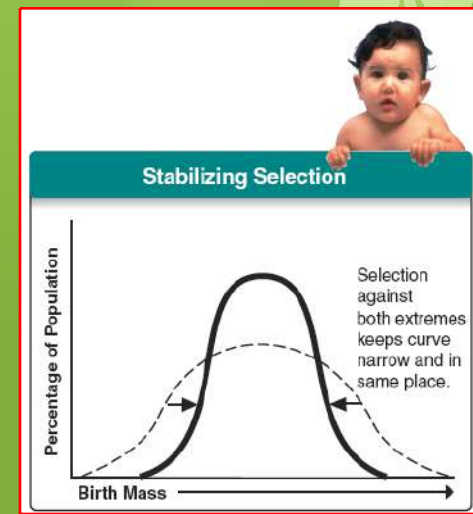 Stabilizing Selection
Percentage of Population
Selection
against
both extremes
keeps curve
narrow and in
same place.
Birth Mass